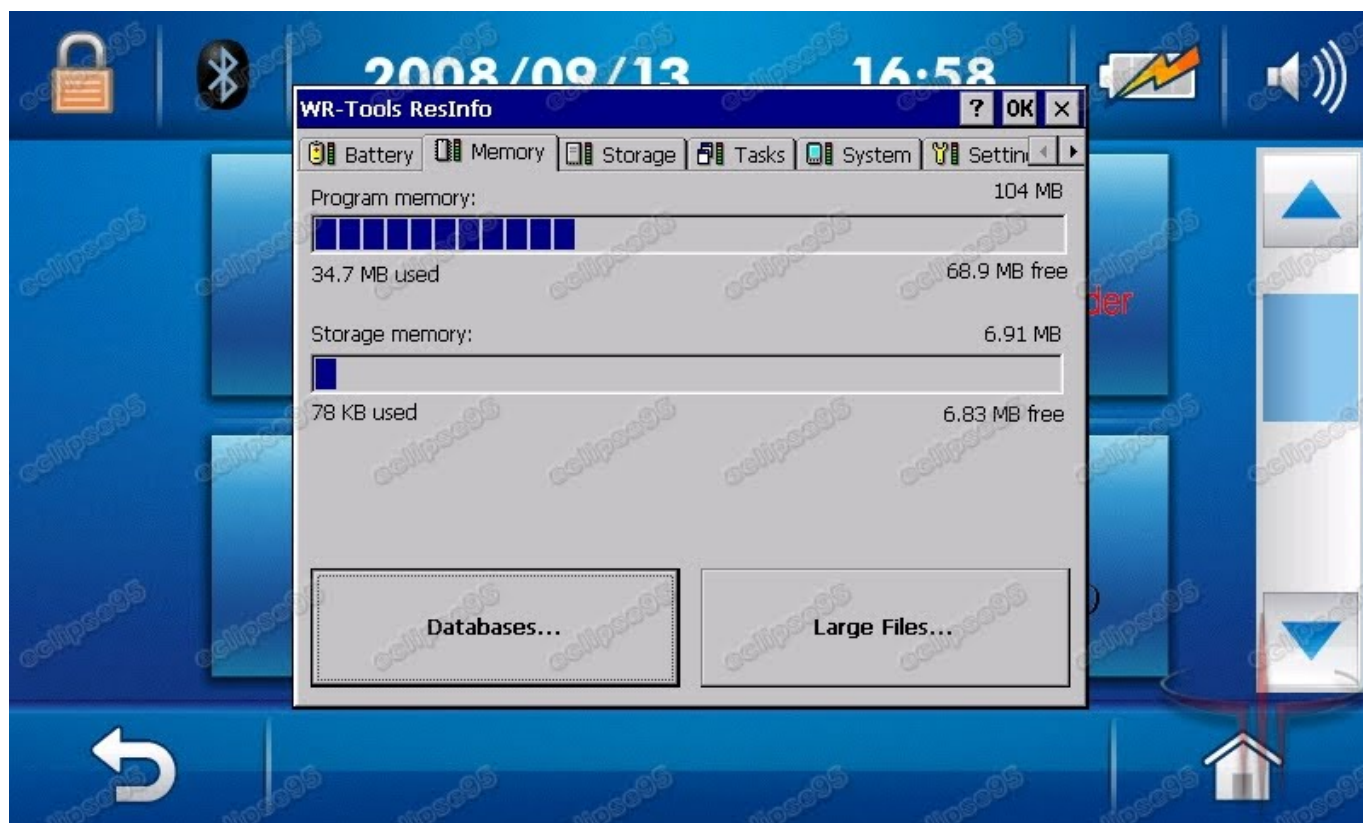 2008/09/13 16:58
WR-Tools ResInfo ? OK ×
Battery Memory Storage Tasks System Settin
Program memory: 104 MB
34.7 MB used 68.9 MB free
der
Storage memory: 6.91 MB
78 KB used 6.83 MB free
)
Databases... Large Files...
eclipse95